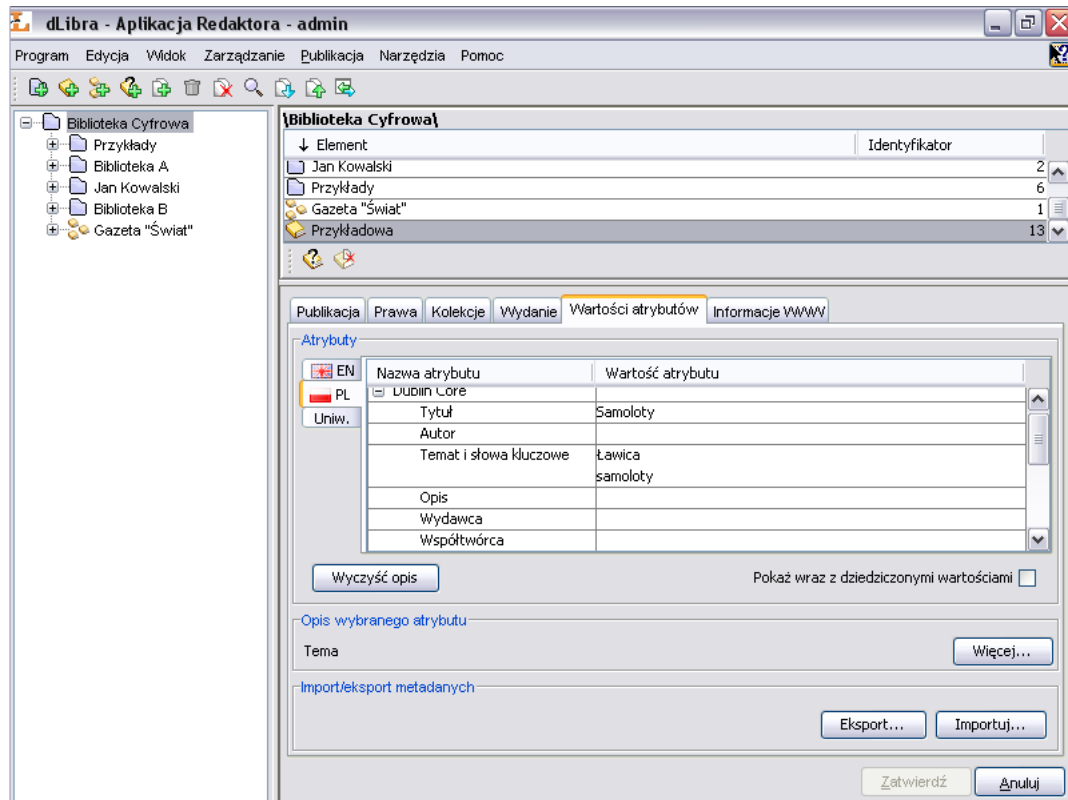 dLibra - Aplikacja Redaktora - admin
Program Edycja Widok Zarządzanie Publikacja Narzędzia Pomoc
Biblioteka Cyfrowa
Przykłady
Biblioteka A
Jan Kowalski
Biblioteka B
Gazeta "Świat"
\Biblioteka Cyfrowa\
↓ Element Identyfikator
Jan Kowalski 2
Przykłady 6
Gazeta "Świat" 1
Przykładowa 13
Publikacja Prawa Kolekcje Wydanie Wartości atrybutów Informacje WWW
Atrybuty
EN
PL
Uniw.
Nazwa atrybutu Wartość atrybutu
Dublin Core
Tytuł Samoloty
Autor
Temat i słowa kluczowe Ławica
samoloty
Opis
Wydawca
Współtwórca
Wyczyść opis Pokaż wraz z dziedziczonymi wartościami
Opis wybranego atrybutu
Tema Więcej...
Import/eksport metadanych
Eksport... Importuj...
Zatwierdź Anuluj